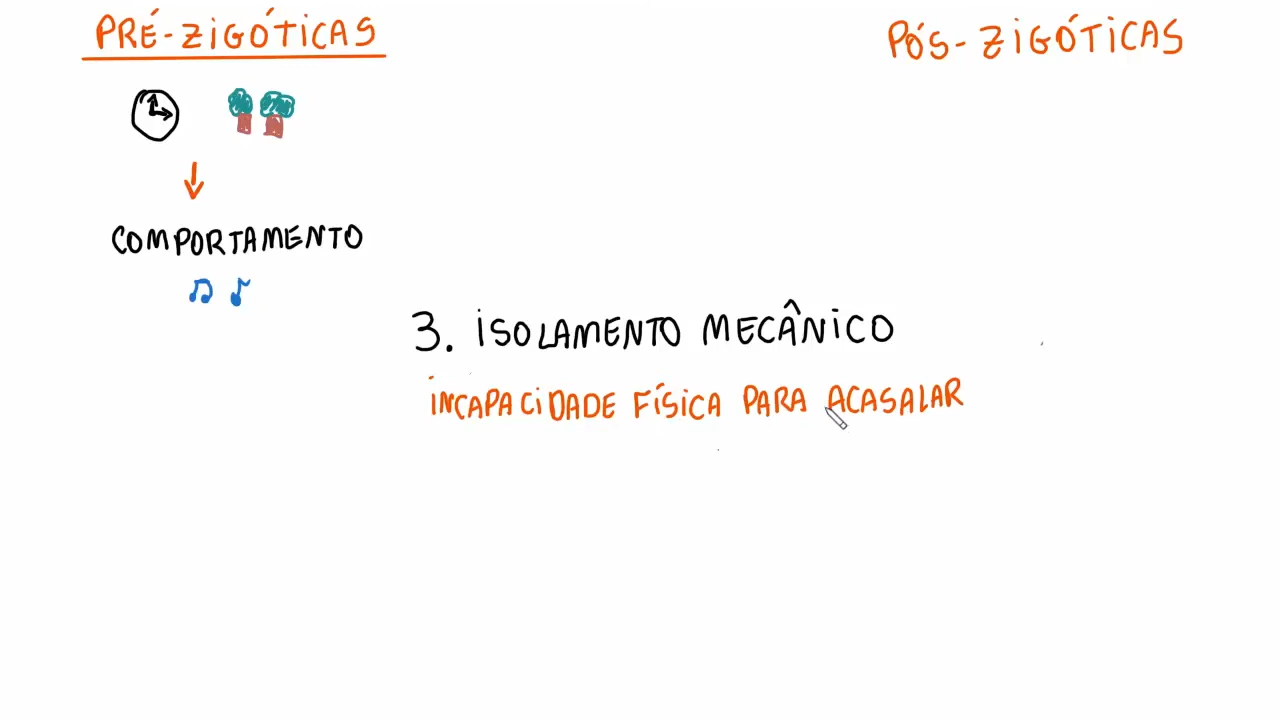 PRÉ-ZIGÓTICAS
PÓS-ZIGÓTICAS
COMPORTAMENTO
3. ISOLAMENTO MECÂNICO
INCAPACIDADE FÍSICA PARA ACASALAR